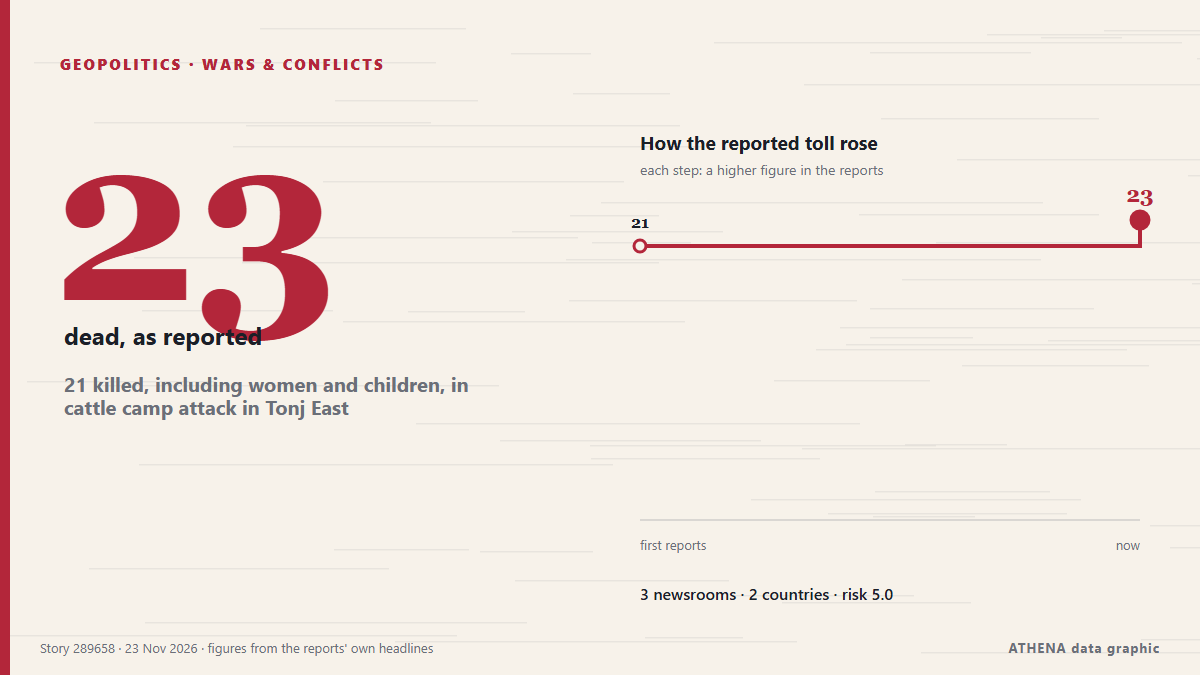 GEOPOLITICS · WARS & CONFLICTS
23
dead, as reported
21 killed, including women and children, in
cattle camp attack in Tonj East
How the reported toll rose
each step: a higher figure in the reports
21
23
first reports
now
3 newsrooms · 2 countries · risk 5.0
Story 289658 · 23 Nov 2026 · figures from the reports' own headlines
ATHENA data graphic